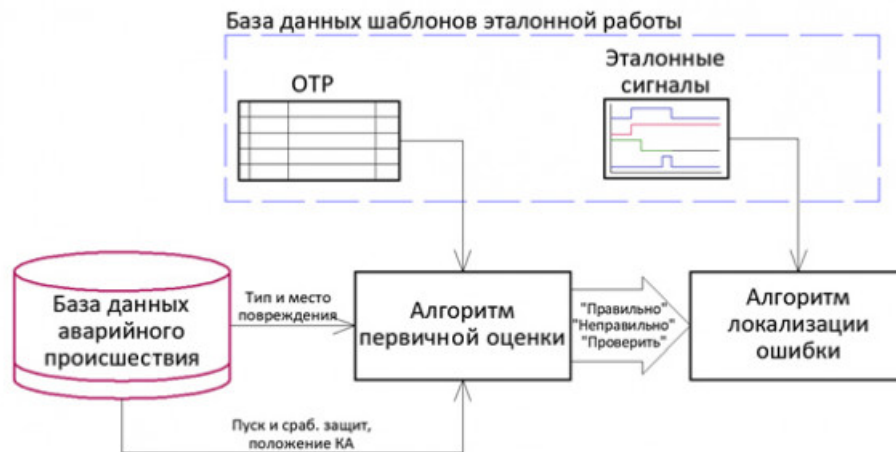 База данных шаблонов эталонной работы
ОТР
Эталонные
сигналы
База данных
аварийного
происшествия
Тип и место
повреждения
Алгоритм
первичной оценки
"Правильно"
"Неправильно"
"Проверить"
Алгоритм
локализации
ошибки
Пуск и сраб. защит,
положение КА